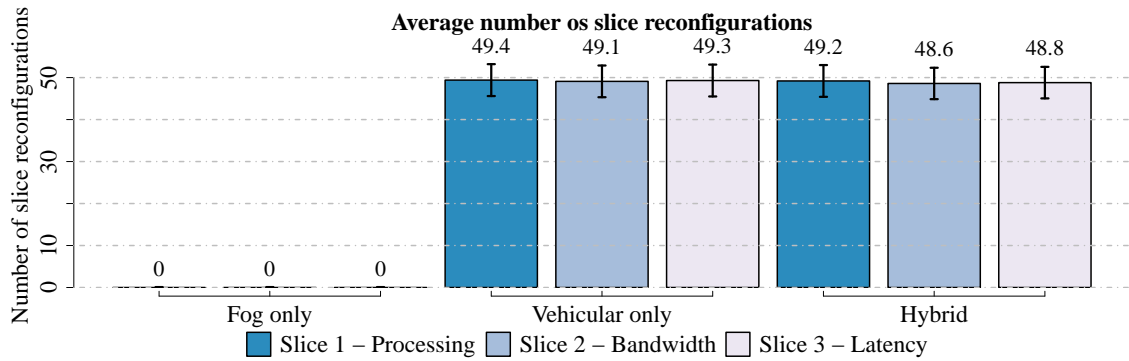 Average number os slice reconfigurations
49.4 49.1 49.3 49.2 48.6 48.8
Number of slice reconfigurations
50
30
10
0
0 0 0
Fog only Vehicular only Hybrid
Slice 1 – Processing Slice 2 – Bandwidth Slice 3 – Latency